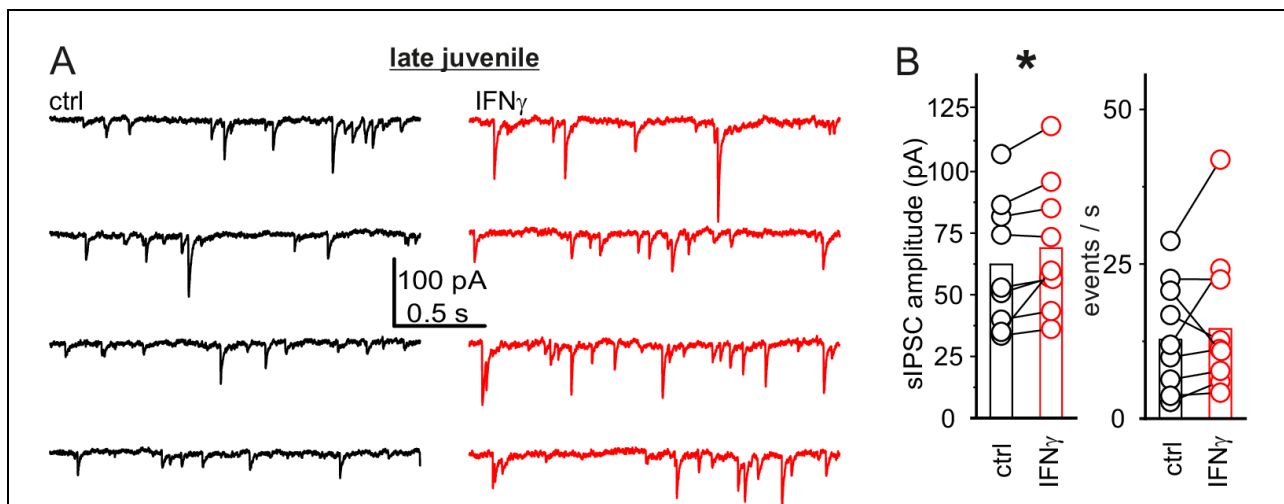 A
late juvenile
ctrl
IFNγ
100 pA
0.5 s
B
*
sIPSC amplitude (pA)
125
100
75
50
25
0
ctrl
IFNγ
events / s
50
25
0
ctrl
IFNγ